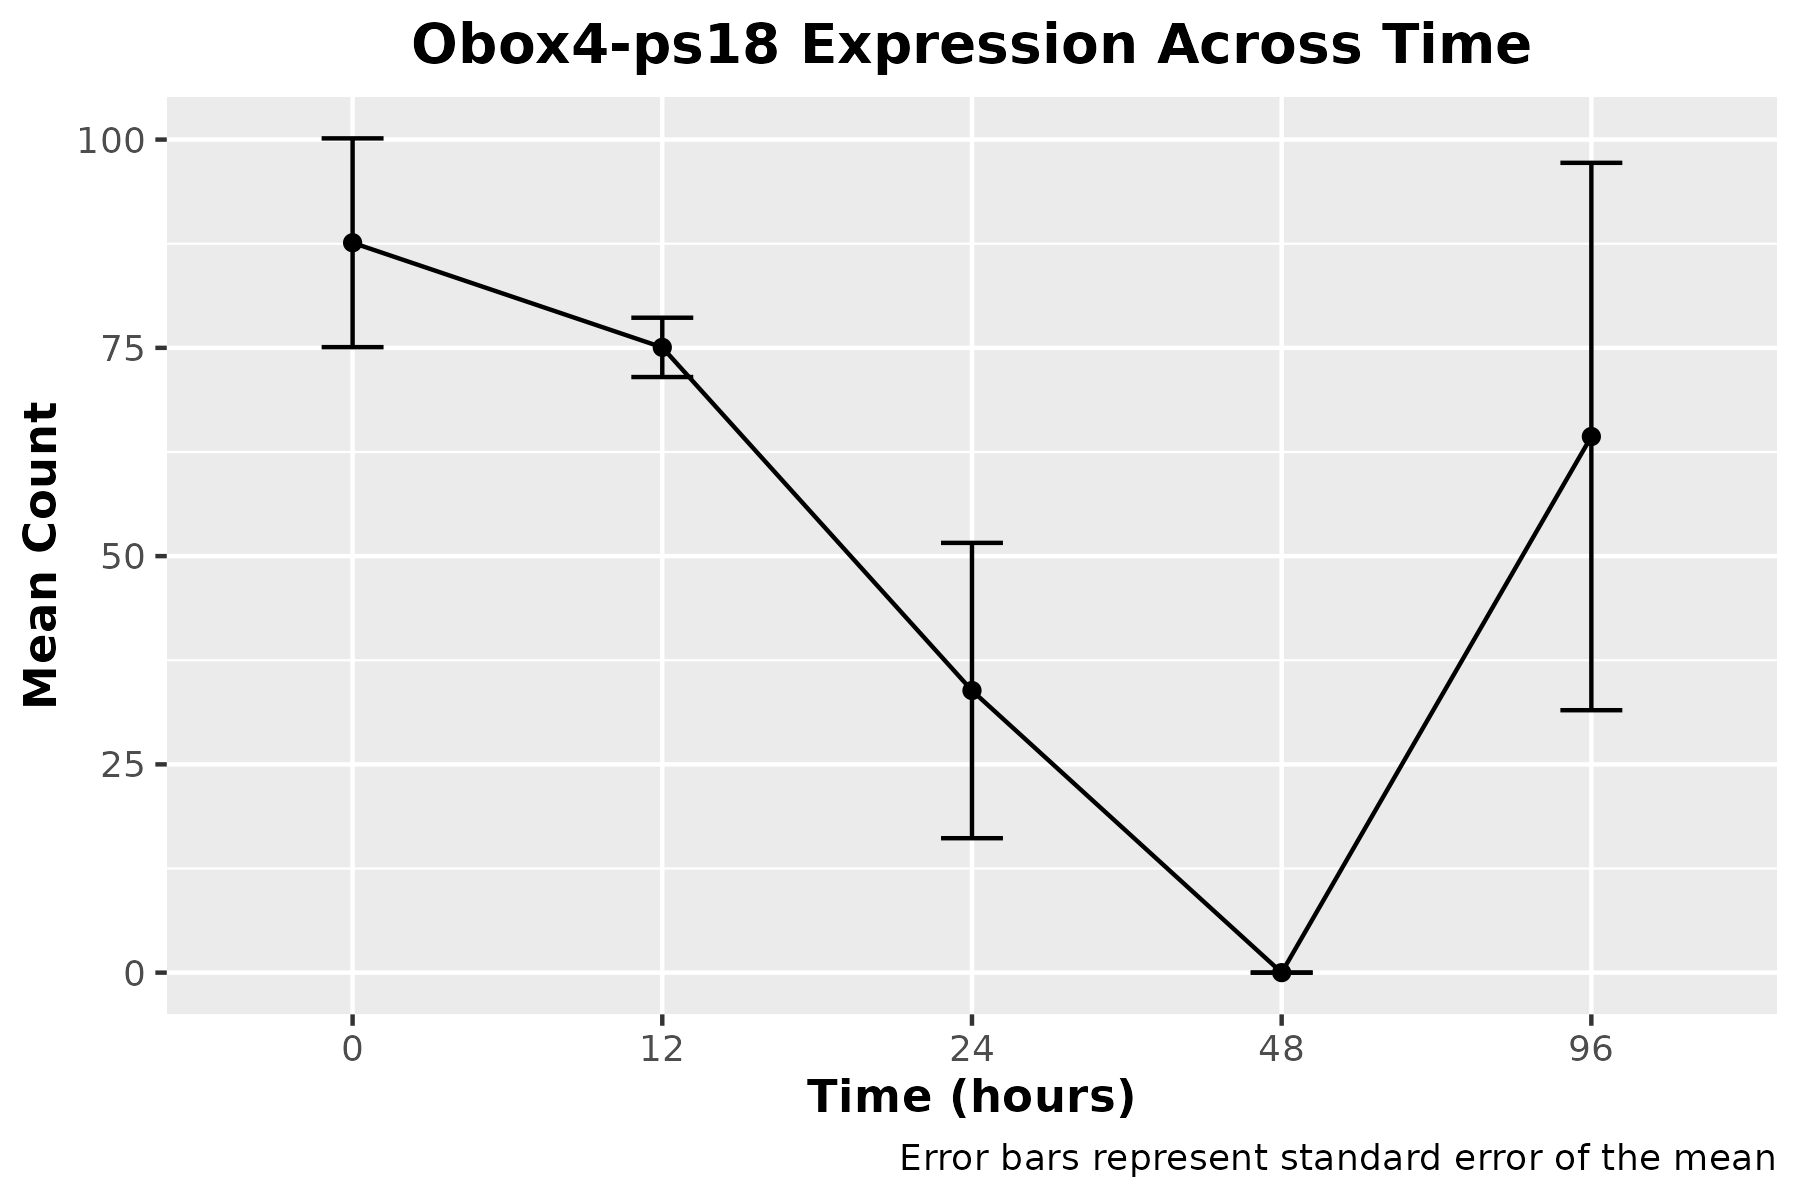 Obox4-ps18 Expression Across Time
100
75
50
25
0
Mean Count
0 12 24 48 96
Time (hours)
Error bars represent standard error of the mean